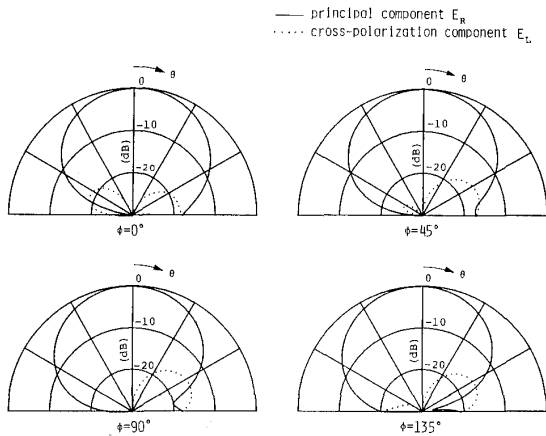 principal component E_R
cross-polarization component E_L
θ
0
-10
-20
(dB)
φ=0°
θ
0
-10
-20
(dB)
φ=45°
θ
0
-10
-20
(dB)
φ=90°
θ
0
-10
-20
(dB)
φ=135°